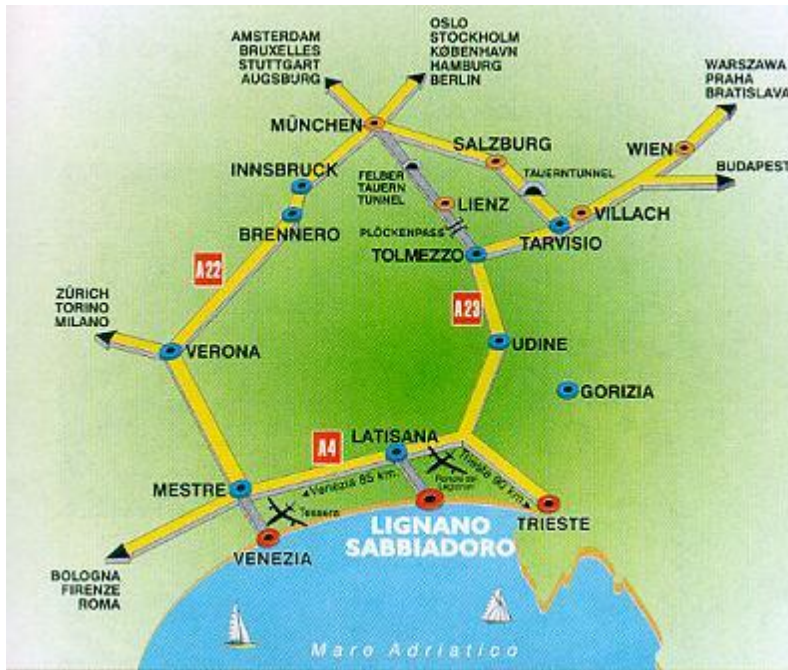 AMSTERDAM
BRUXELLES
STUTTGART
AUGSBURG
OSLO
STOCKHOLM
KØBENHAVN
HAMBURG
BERLIN
WARSZAWA
PRAHA
BRATISLAVA
MÜNCHEN
SALZBURG
WIEN
BUDAPEST
INNSBRUCK
FELBER
TAUERN
TUNNEL
TAUERNTUNNEL
LIENZ
VILLACH
BRENNERO
PLÖCKENPASS
TARVISIO
TOLMEZZO
A22
ZÜRICH
TORINO
MILANO
A23
VERONA
UDINE
GORIZIA
LATISANA
A4
MESTRE
Venezia 85 km.
Trieste 90 km
Tessera
LIGNANO
SABBIADORO
TRIESTE
VENEZIA
BOLOGNA
FIRENZE
ROMA
Mare Adriatico